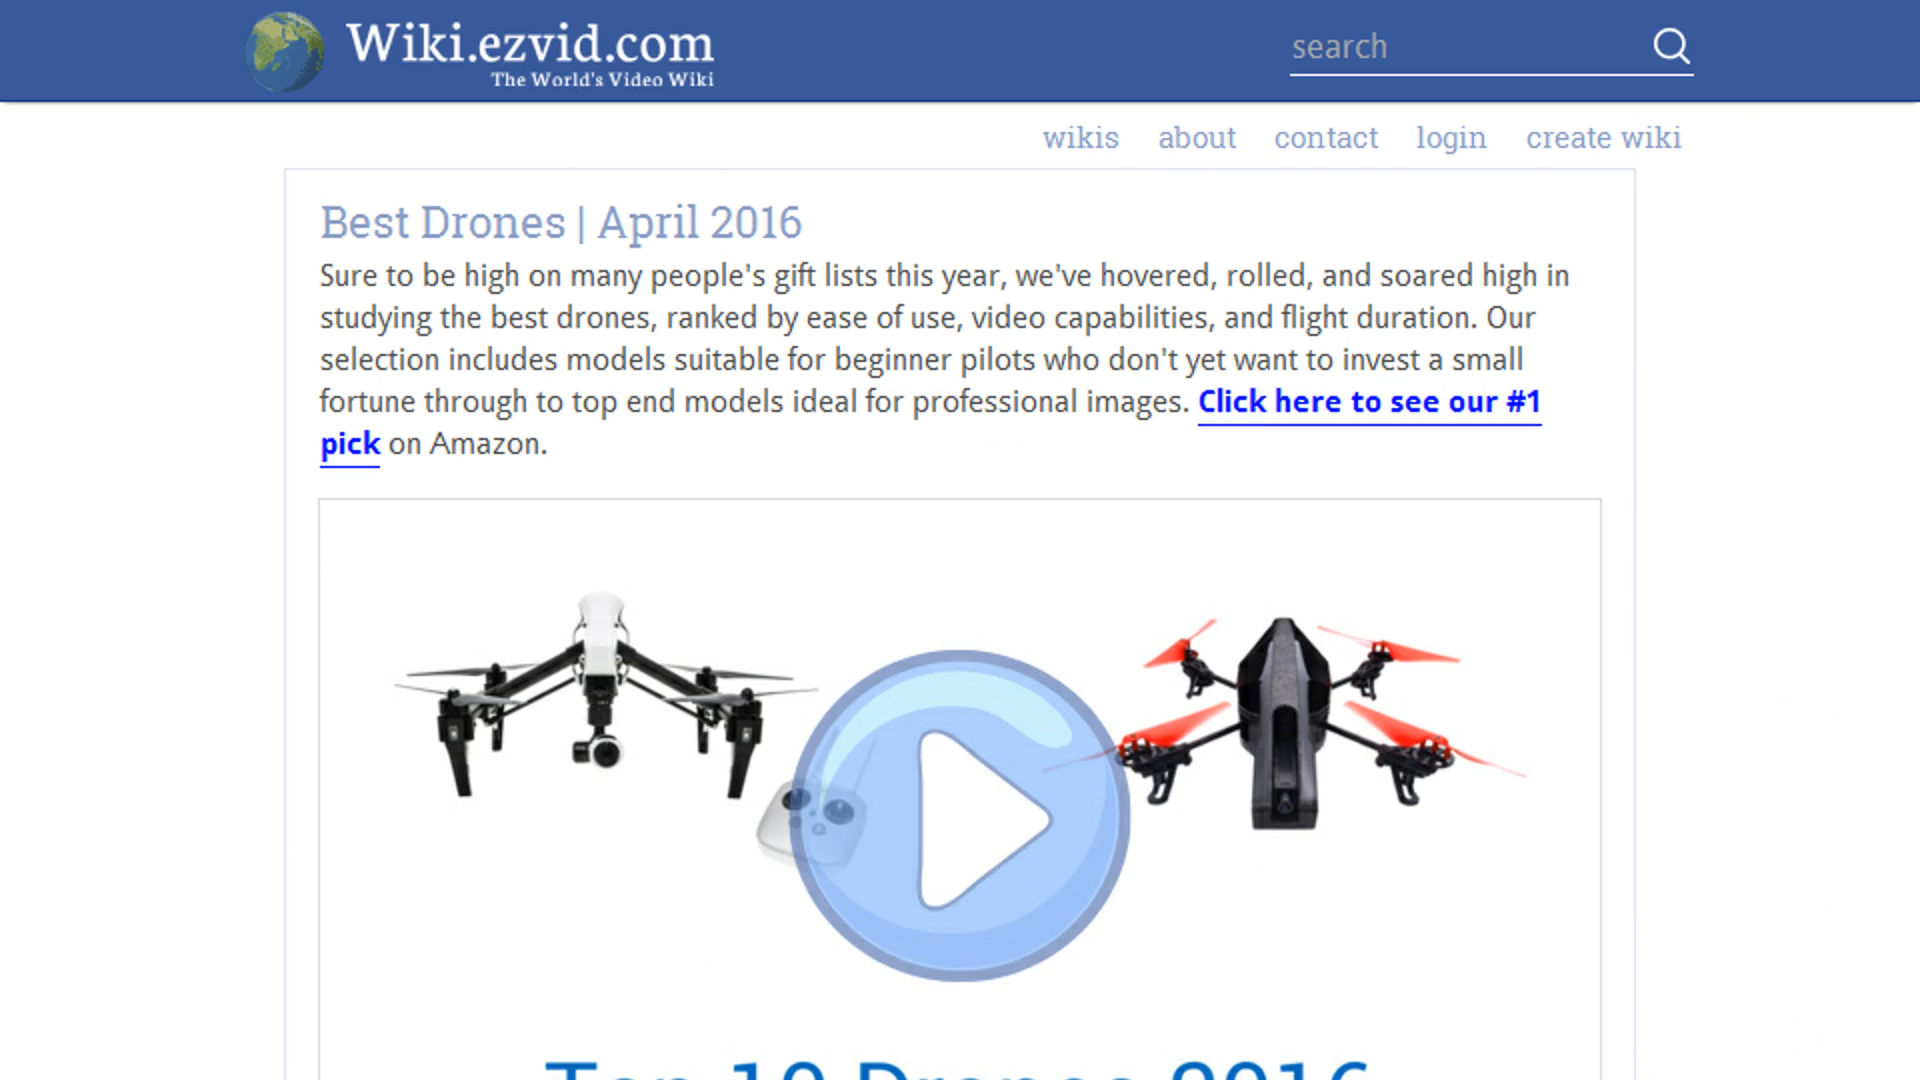 Wiki.ezvid.com
The World's Video Wiki
search
wikis about contact login create wiki
Best Drones | April 2016
Sure to be high on many people's gift lists this year, we've hovered, rolled, and soared high in
studying the best drones, ranked by ease of use, video capabilities, and flight duration. Our
selection includes models suitable for beginner pilots who don't yet want to invest a small
fortune through to top end models ideal for professional images. Click here to see our #1
pick on Amazon.
Top 10 Drones 2016